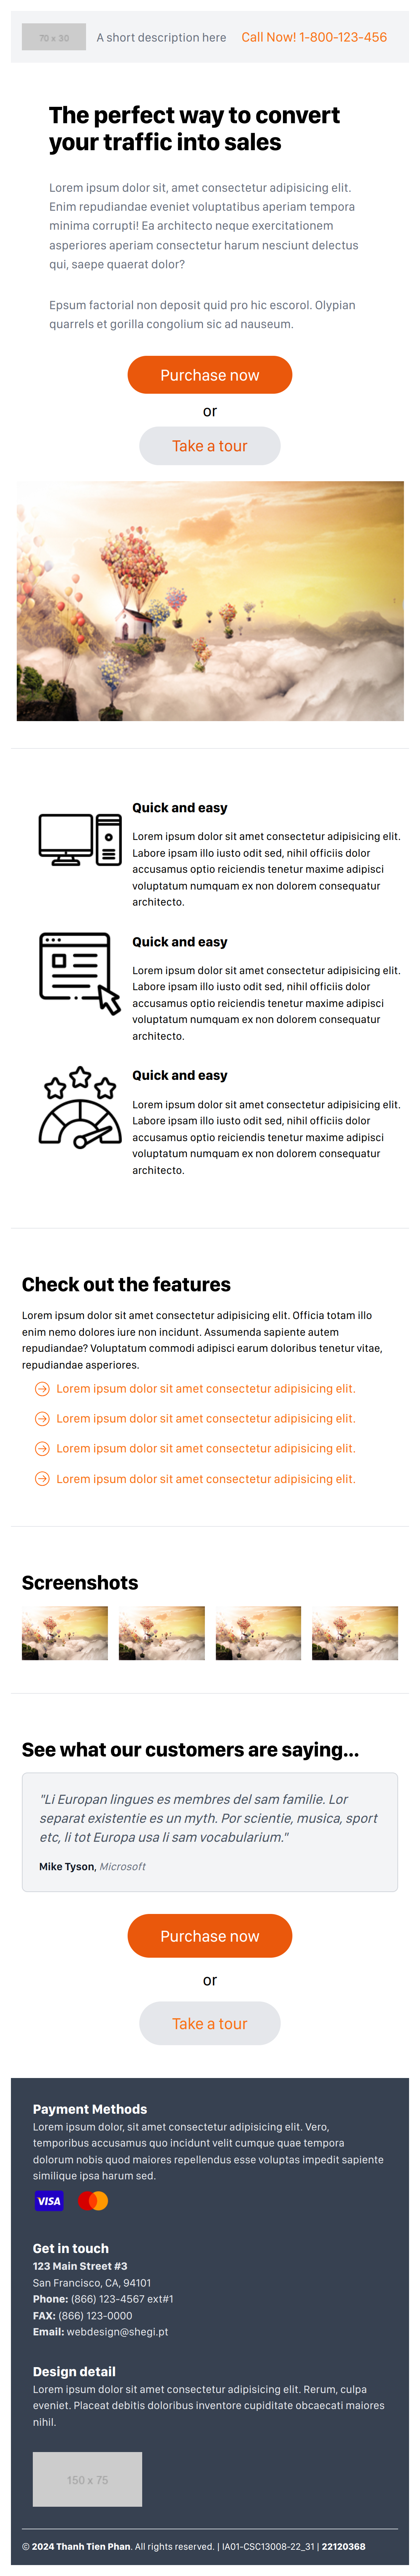 70 x 30
A short description here
Call Now! 1-800-123-456
The perfect way to convert
your traffic into sales
Lorem ipsum dolor sit, amet consectetur adipisicing elit.
Enim repudiandae eveniet voluptatibus aperiam tempora
minima corrupti! Ea architecto neque exercitationem
asperiores aperiam consectetur harum nesciunt delectus
qui, saepe quaerat dolor?
Epsum factorial non deposit quid pro hic escorol. Olypian
quarrels et gorilla congolium sic ad nauseum.
Purchase now
or
Take a tour
Quick and easy
Lorem ipsum dolor sit amet consectetur adipisicing elit.
Labore ipsam illo iusto odit sed, nihil officiis dolor
accusamus optio reiciendis tenetur maxime adipisci
voluptatum numquam ex non dolorem consequatur
architecto.
Quick and easy
Lorem ipsum dolor sit amet consectetur adipisicing elit.
Labore ipsam illo iusto odit sed, nihil officiis dolor
accusamus optio reiciendis tenetur maxime adipisci
voluptatum numquam ex non dolorem consequatur
architecto.
Quick and easy
Lorem ipsum dolor sit amet consectetur adipisicing elit.
Labore ipsam illo iusto odit sed, nihil officiis dolor
accusamus optio reiciendis tenetur maxime adipisci
voluptatum numquam ex non dolorem consequatur
architecto.
Check out the features
Lorem ipsum dolor sit amet consectetur adipisicing elit. Officia totam illo
enim nemo dolores iure non incidunt. Assumenda sapiente autem
repudiandae? Voluptatum commodi adipisci earum doloribus tenetur vitae,
repudiandae asperiores.
Lorem ipsum dolor sit amet consectetur adipisicing elit.
Lorem ipsum dolor sit amet consectetur adipisicing elit.
Lorem ipsum dolor sit amet consectetur adipisicing elit.
Lorem ipsum dolor sit amet consectetur adipisicing elit.
Screenshots
See what our customers are saying...
"Li Europan lingues es membres del sam familie. Lor
separat existentie es un myth. Por scientie, musica, sport
etc, li tot Europa usa li sam vocabularium."
Mike Tyson, Microsoft
Purchase now
or
Take a tour
Payment Methods
Lorem ipsum dolor, sit amet consectetur adipisicing elit. Vero,
temporibus accusamus quo incidunt velit cumque quae tempora
dolorum nobis quod maiores repellendus esse voluptas impedit sapiente
similique ipsa harum sed.
VISA
Get in touch
123 Main Street #3
San Francisco, CA, 94101
Phone: (866) 123-4567 ext#1
FAX: (866) 123-0000
Email: webdesign@shegi.pt
Design detail
Lorem ipsum dolor sit amet consectetur adipisicing elit. Rerum, culpa
eveniet. Placeat debitis doloribus inventore cupiditate obcaecati maiores
nihil.
150 x 75
© 2024 Thanh Tien Phan. All rights reserved. | IA01-CSC13008-22_31 | 22120368